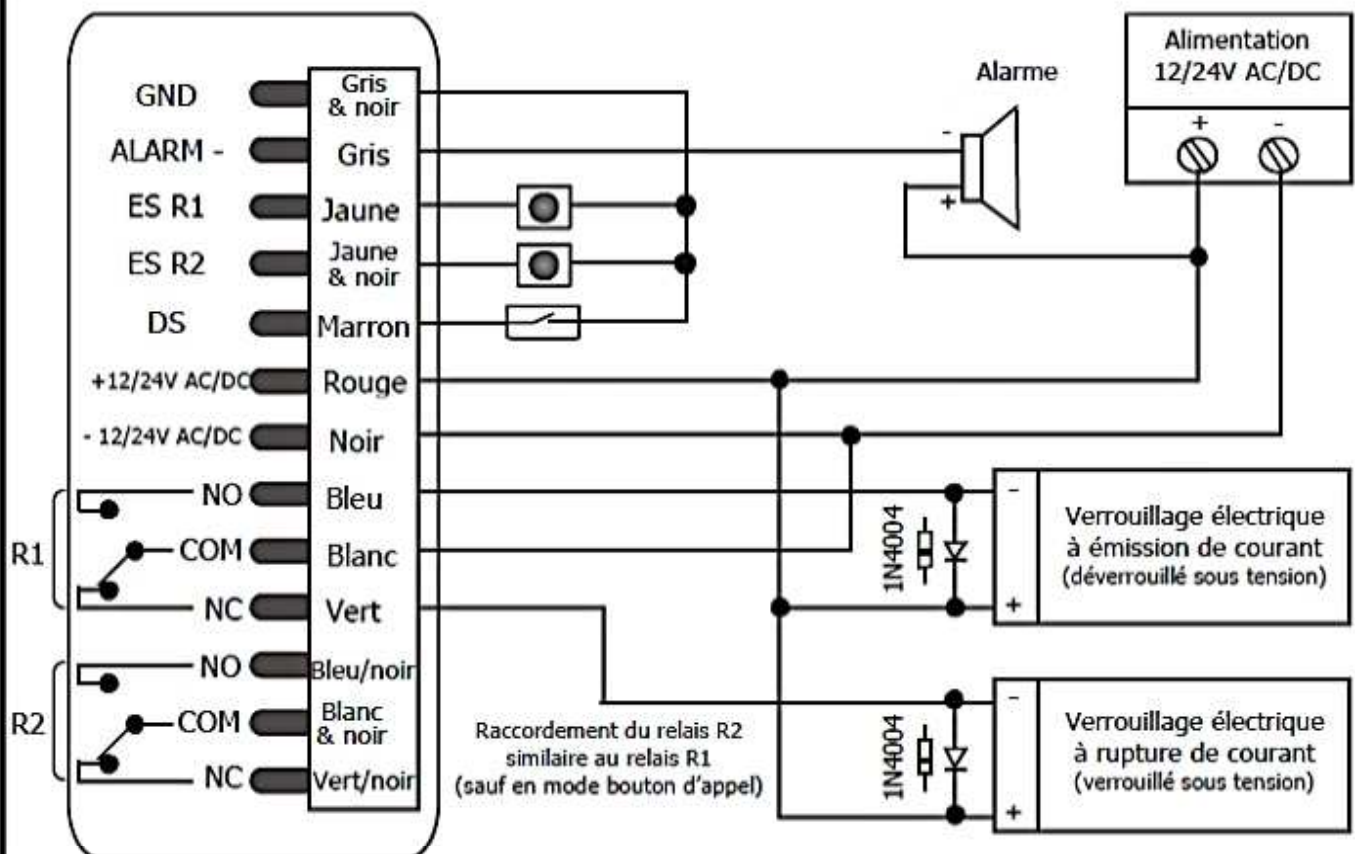 Alimentation
12/24V AC/DC
+ -
Alarme
-
+
GND Gris
& noir
ALARM - Gris
ES R1 Jaune
ES R2 Jaune
& noir
DS Marron
+12/24V AC/DC Rouge
- 12/24V AC/DC Noir
R1
NO Bleu
COM Blanc
NC Vert
R2
NO Bleu/noir
COM Blanc
& noir
NC Vert/noir
1N4004
-
+
Verrouillage électrique
à émission de courant
(déverrouillé sous tension)
Raccordement du relais R2
similaire au relais R1
(sauf en mode bouton d'appel)
1N4004
-
+
Verrouillage électrique
à rupture de courant
(verrouillé sous tension)